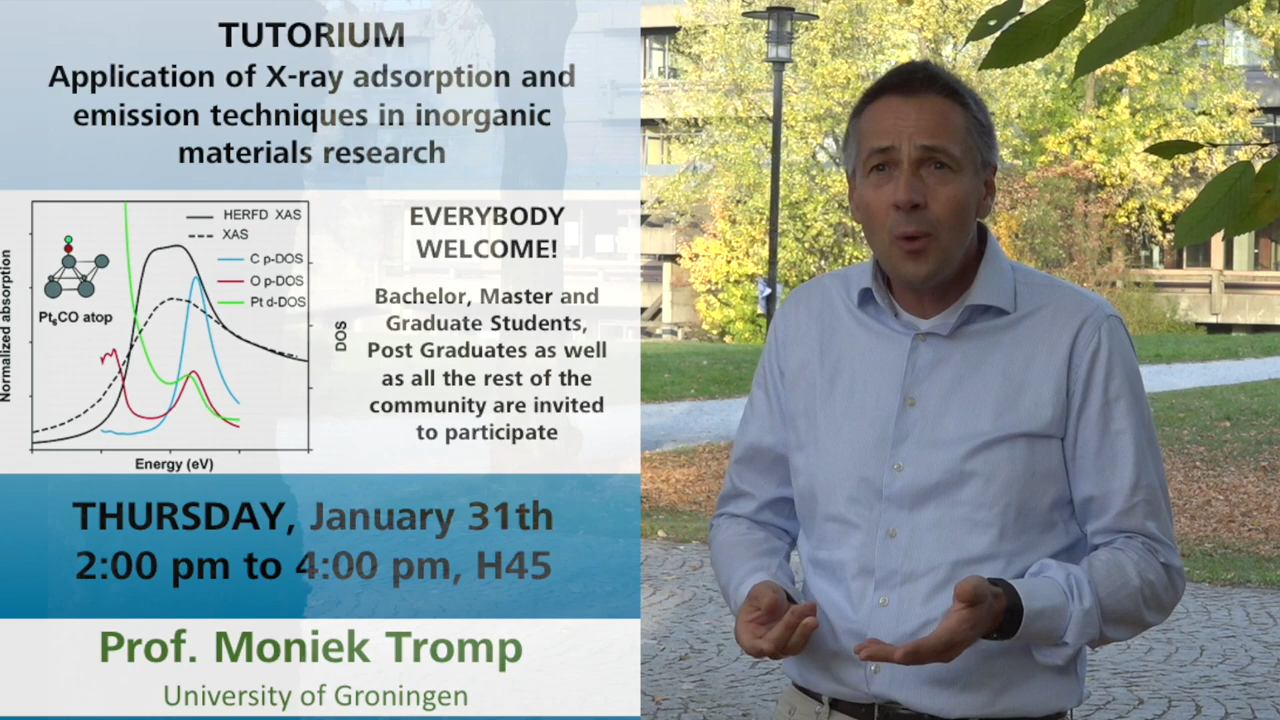 TUTORIUM
Application of X-ray adsorption and
emission techniques in inorganic
materials research
HERFD XAS
XAS
C p-DOS
O p-DOS
Pt d-DOS
Pt₆CO atop
Normalized absorption
DOS
Energy (eV)
EVERYBODY
WELCOME!
Bachelor, Master and
Graduate Students,
Post Graduates as well
as all the rest of the
community are invited
to participate
THURSDAY, January 31th
2:00 pm to 4:00 pm, H45
Prof. Moniek Tromp
University of Groningen